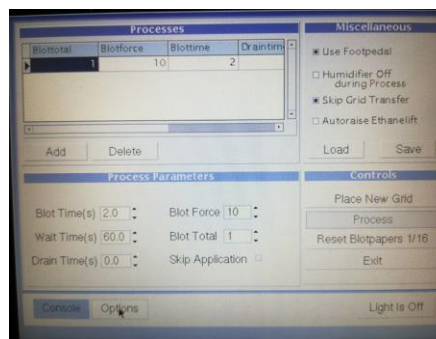 Processes
Blottotal Blotforce Blottime Draintim
1 10 2
Add Delete
Miscellaneous
Use Footpedal
Humidifier Off
during Process
Skip Grid Transfer
Autoraise Ethanelift
Load Save
Process Parameters
Blot Time(s) 2.0 Blot Force 10
Wait Time(s) 60.0 Blot Total 1
Drain Time(s) 0.0 Skip Application
Controls
Place New Grid
Process
Reset Blotpapers 1/16
Exit
Console Options
Light Is Off